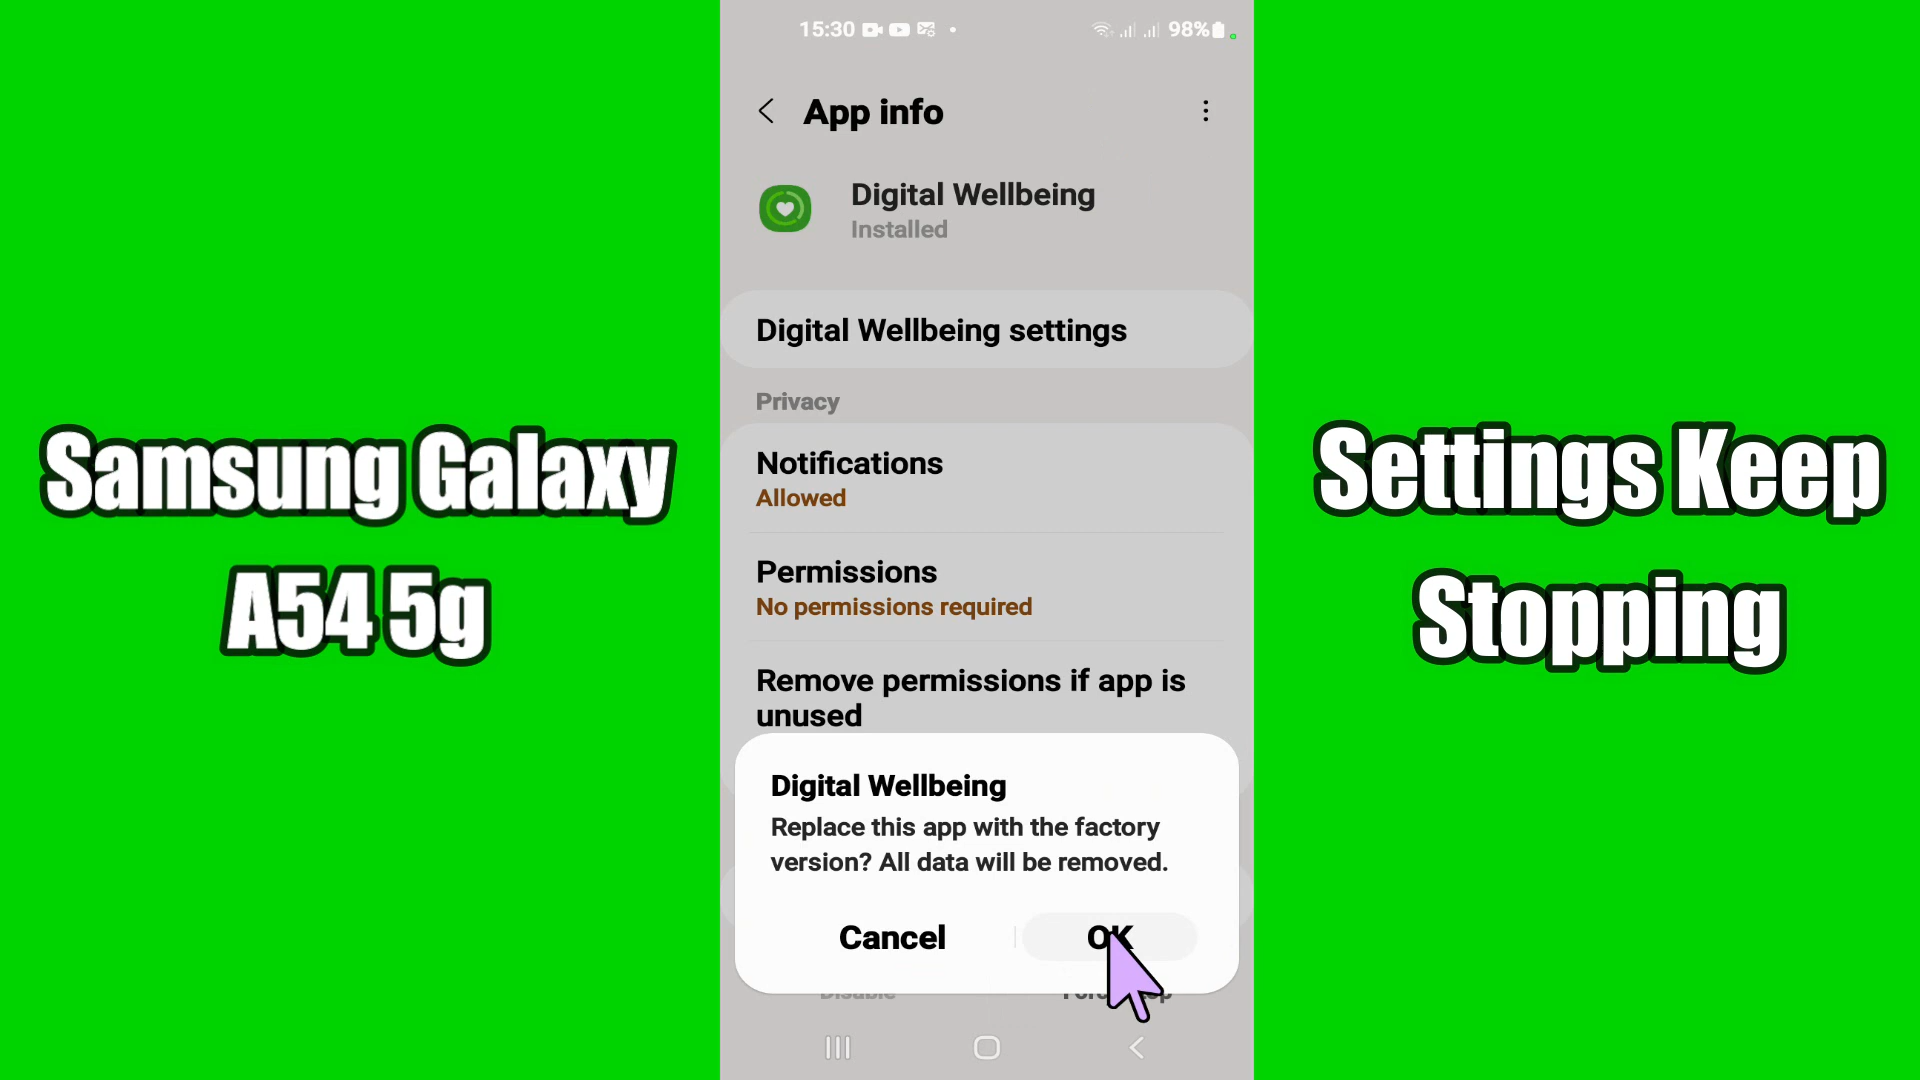 15:30
98%
App info
Digital Wellbeing
Installed
Digital Wellbeing settings
Privacy
Notifications
Allowed
Permissions
No permissions required
Remove permissions if app is
unused
Digital Wellbeing
Replace this app with the factory
version? All data will be removed.
Cancel
OK
Disable
Samsung Galaxy
A54 5g
Settings Keep
Stopping